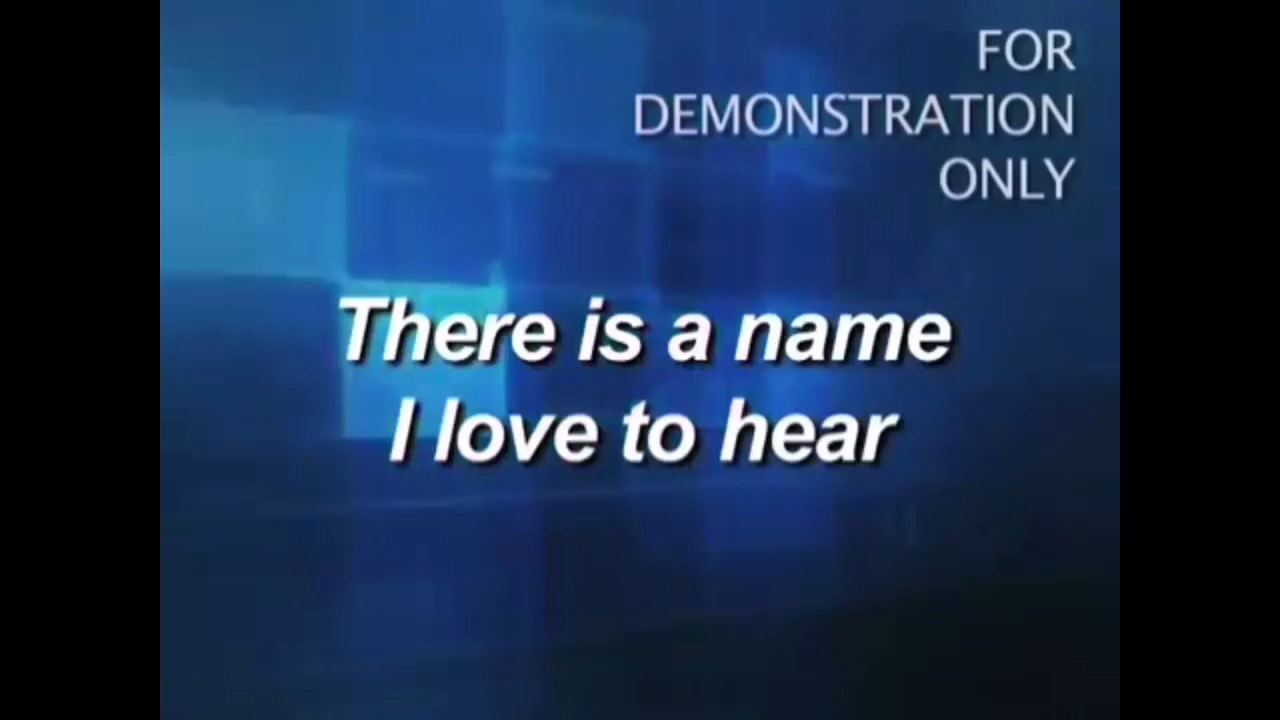 FOR
DEMONSTRATION
ONLY
There is a name
I love to hear